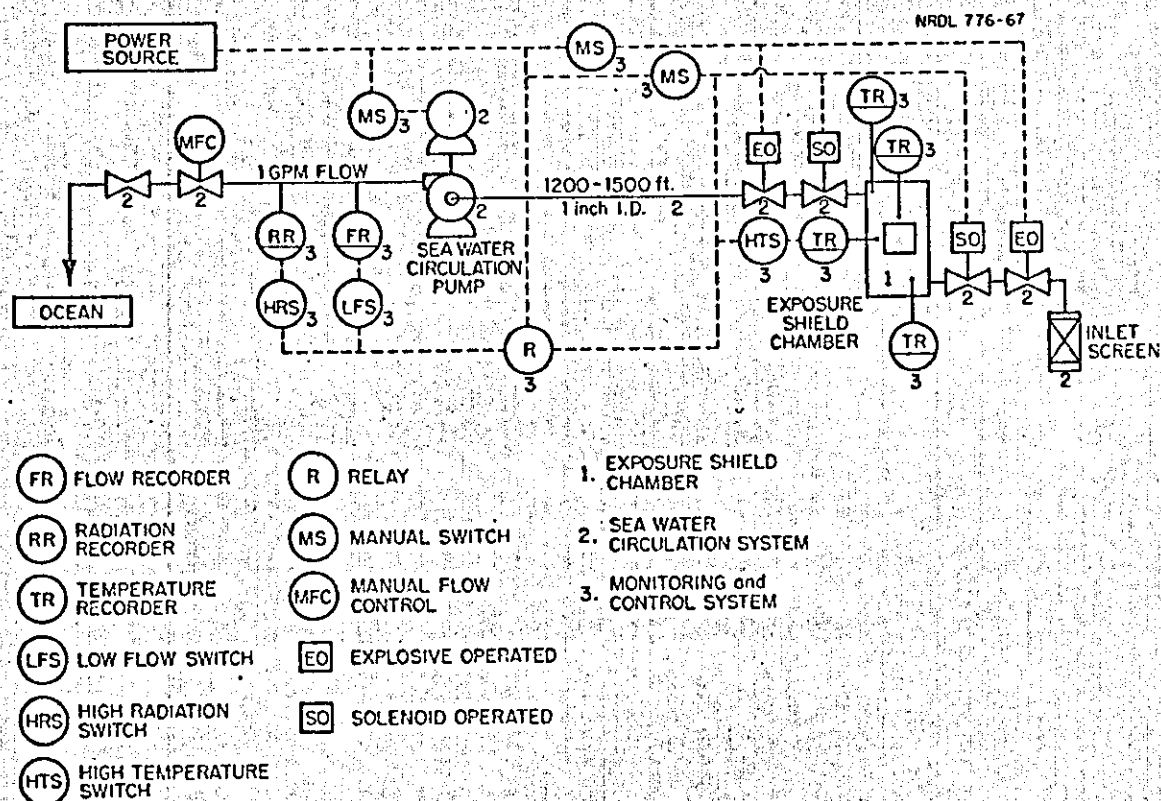 NRDL 776-67
POWER
SOURCE
MS
3
MS
3
MS
3
2
TR
3
TR
3
MFC
EO
SO
1 GPM FLOW
1200-1500 ft.
1 inch I.D. 2
2
2
2
2
2
RR
3
FR
3
SEA WATER
CIRCULATION
PUMP
HTS
3
TR
3
SO
EO
1
2
2
OCEAN
HRS
3
LFS
3
R
3
EXPOSURE
SHIELD
CHAMBER
TR
3
INLET
SCREEN
2
FR FLOW RECORDER
RR RADIATION
RECORDER
TR TEMPERATURE
RECORDER
LFS LOW FLOW SWITCH
HRS HIGH RADIATION
SWITCH
HTS HIGH TEMPERATURE
SWITCH
R RELAY
MS MANUAL SWITCH
MFC MANUAL FLOW
CONTROL
EO EXPLOSIVE OPERATED
SO SOLENOID OPERATED
1. EXPOSURE SHIELD
CHAMBER
2. SEA WATER
CIRCULATION SYSTEM
3. MONITORING and
CONTROL SYSTEM